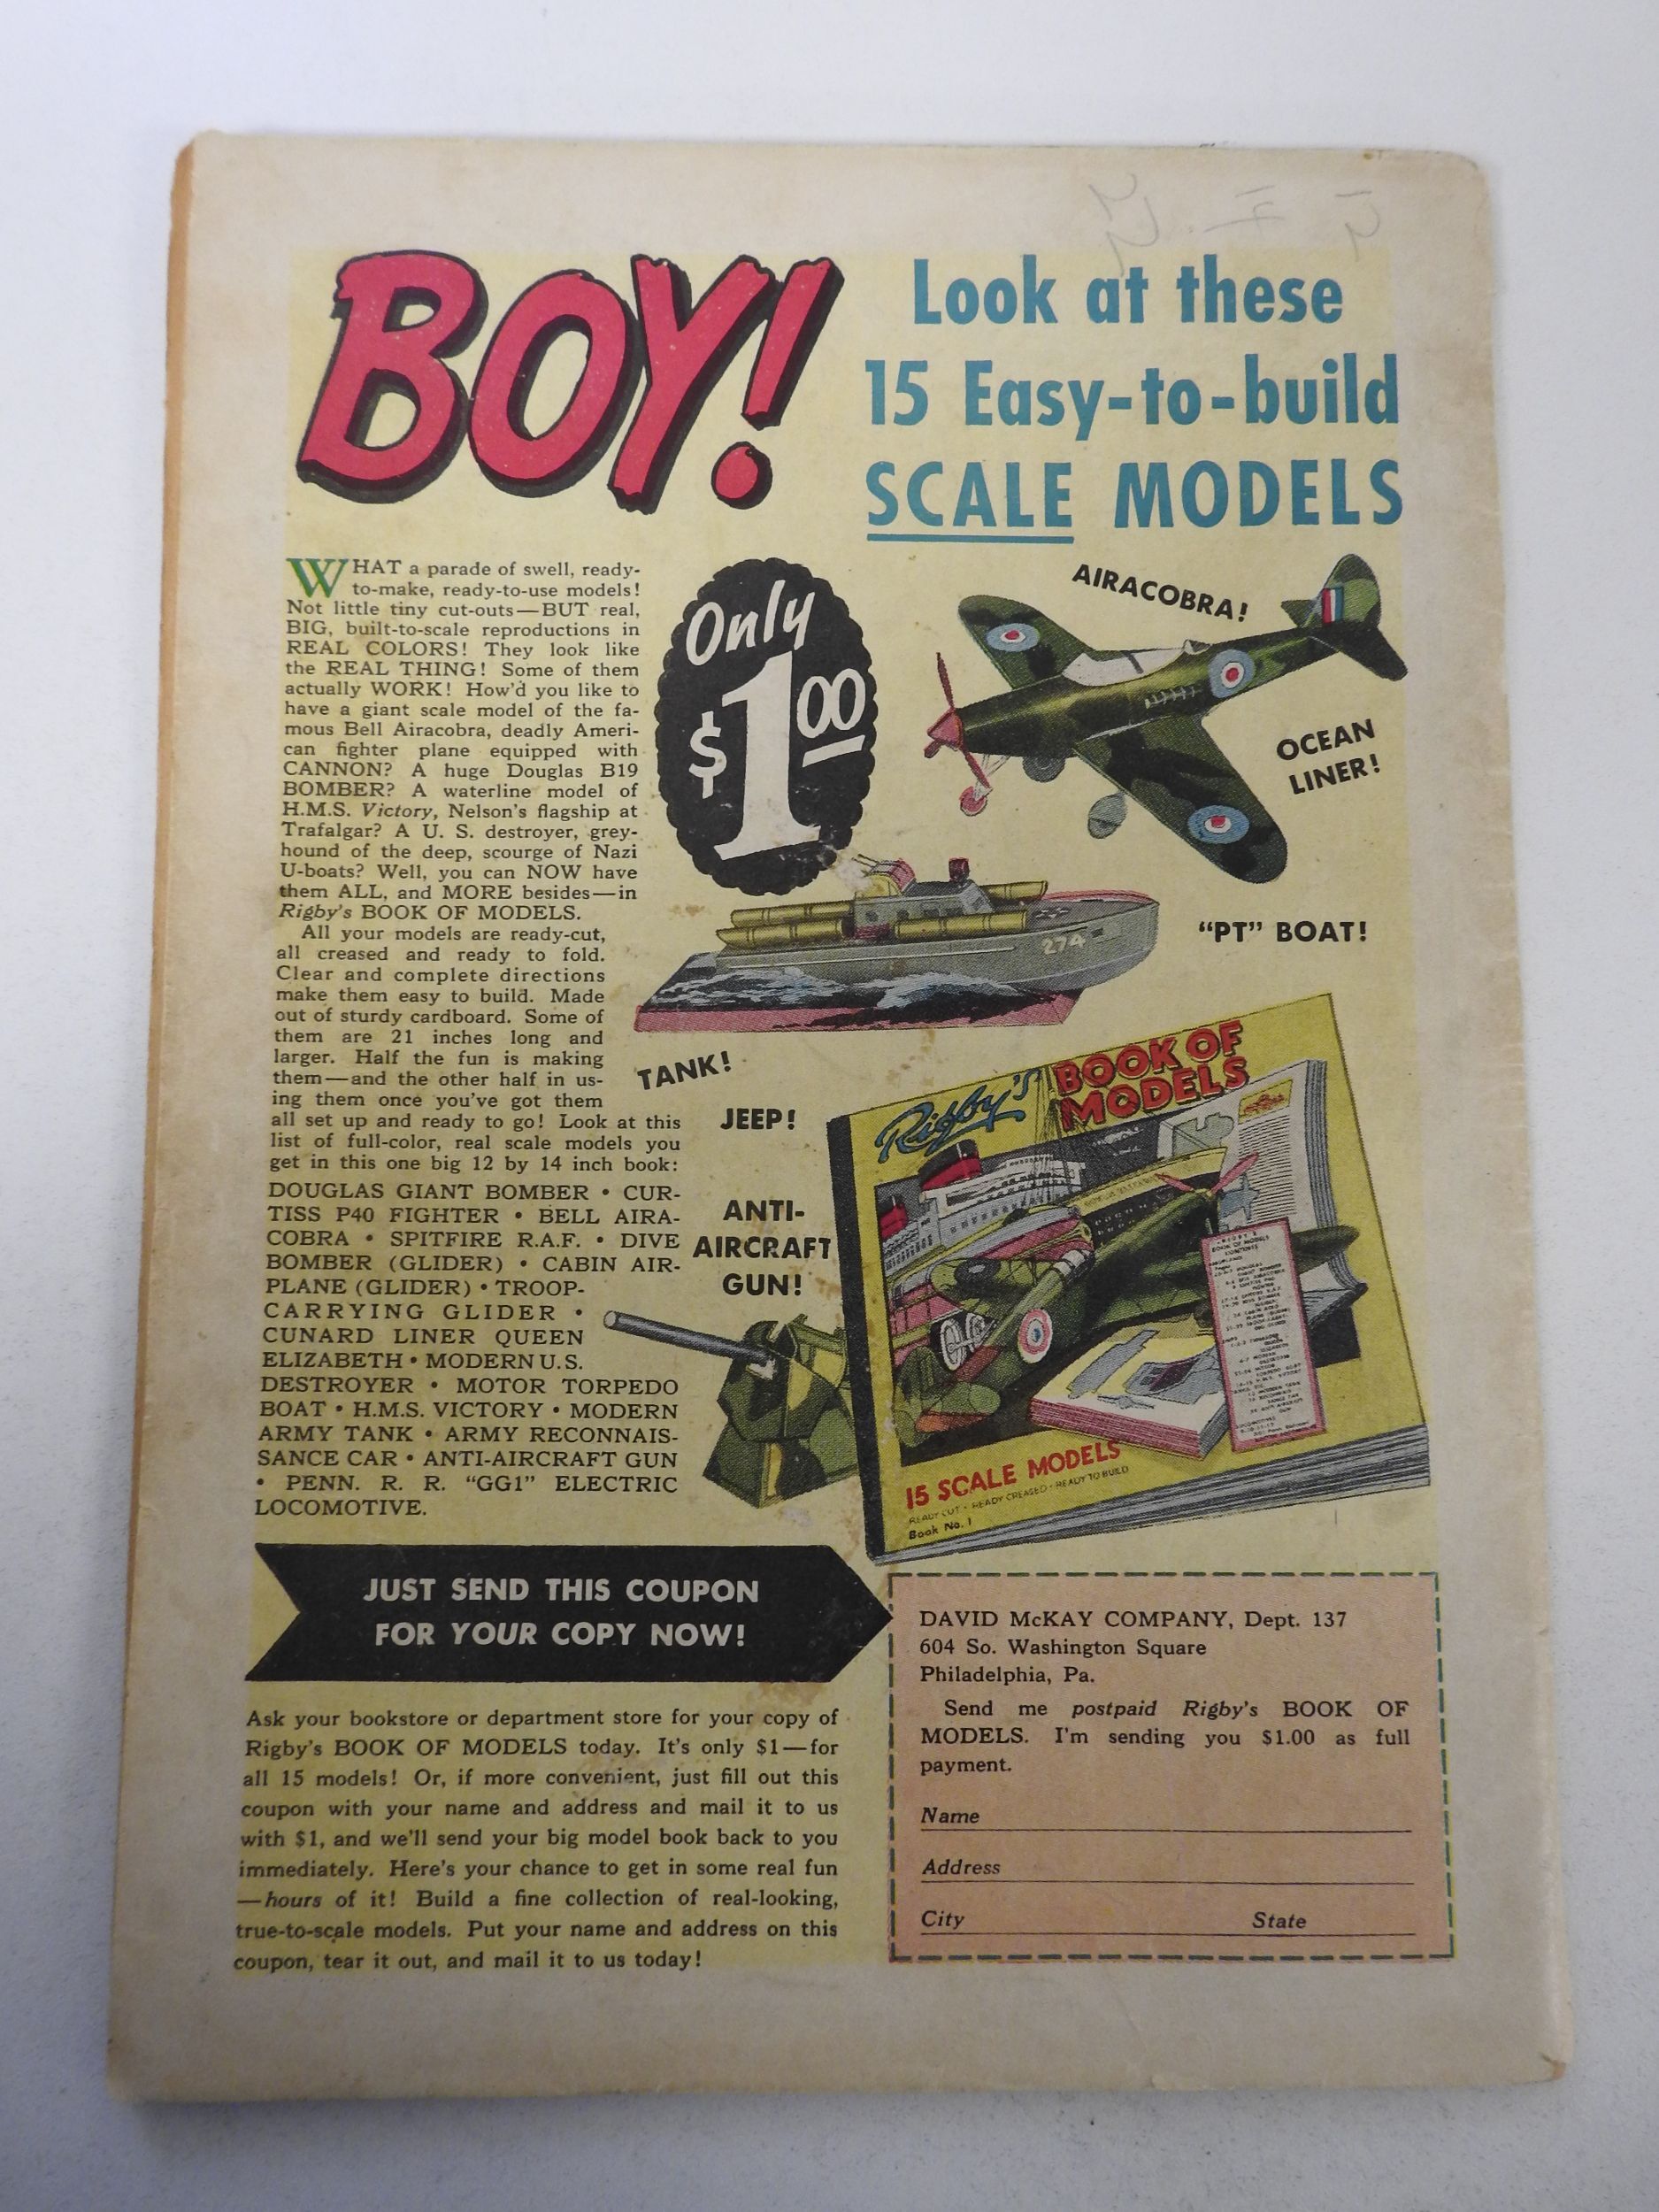 BOY!
Look at these
15 Easy-to-build
SCALE MODELS
WHAT a parade of swell, ready-
to-make, ready-to-use models!
Not little tiny cut-outs—BUT real,
BIG, built-to-scale reproductions in
REAL COLORS! They look like
the REAL THING! Some of them
actually WORK! How'd you like to
have a giant scale model of the fa-
mous Bell Airacobra, deadly Ameri-
can fighter plane equipped with
CANNON? A huge Douglas B19
BOMBER? A waterline model of
H.M.S. Victory, Nelson's flagship at
Trafalgar? A U. S. destroyer, grey-
hound of the deep, scourge of Nazi
U-boats? Well, you can NOW have
them ALL, and MORE besides—in
Rigby's BOOK OF MODELS.
All your models are ready-cut,
all creased and ready to fold.
Clear and complete directions
make them easy to build. Made
out of sturdy cardboard. Some of
them are 21 inches long and
larger. Half the fun is making
them—and the other half in us-
ing them once you've got them
all set up and ready to go! Look at this
list of full-color, real scale models you
get in this one big 12 by 14 inch book:
DOUGLAS GIANT BOMBER • CUR-
TISS P40 FIGHTER • BELL AIRA-
COBRA • SPITFIRE R.A.F. • DIVE
BOMBER (GLIDER) • CABIN AIR-
PLANE (GLIDER) • TROOP-
CARRYING GLIDER •
CUNARD LINER QUEEN
ELIZABETH • MODERN U.S.
DESTROYER • MOTOR TORPEDO
BOAT • H.M.S. VICTORY • MODERN
ARMY TANK • ARMY RECONNAIS-
SANCE CAR • ANTI-AIRCRAFT GUN
• PENN. R. R. "GG1" ELECTRIC
LOCOMOTIVE.
Only
$1.00
AIRACOBRA!
OCEAN
LINER!
274
"PT" BOAT!
TANK!
JEEP!
ANTI-
AIRCRAFT
GUN!
Rigby's
BOOK OF
MODELS
RIGBY'S
BOOK OF MODELS
CONTENTS
15 SCALE MODELS
READY CUT • READY CREASED • READY TO BUILD
Book No. 1
JUST SEND THIS COUPON
FOR YOUR COPY NOW!
Ask your bookstore or department store for your copy of
Rigby's BOOK OF MODELS today. It's only $1—for
all 15 models! Or, if more convenient, just fill out this
coupon with your name and address and mail it to us
with $1, and we'll send your big model book back to you
immediately. Here's your chance to get in some real fun
—hours of it! Build a fine collection of real-looking,
true-to-scale models. Put your name and address on this
coupon, tear it out, and mail it to us today!
DAVID McKAY COMPANY, Dept. 137
604 So. Washington Square
Philadelphia, Pa.
Send me postpaid Rigby's BOOK OF
MODELS. I'm sending you $1.00 as full
payment.
Name
Address
City State